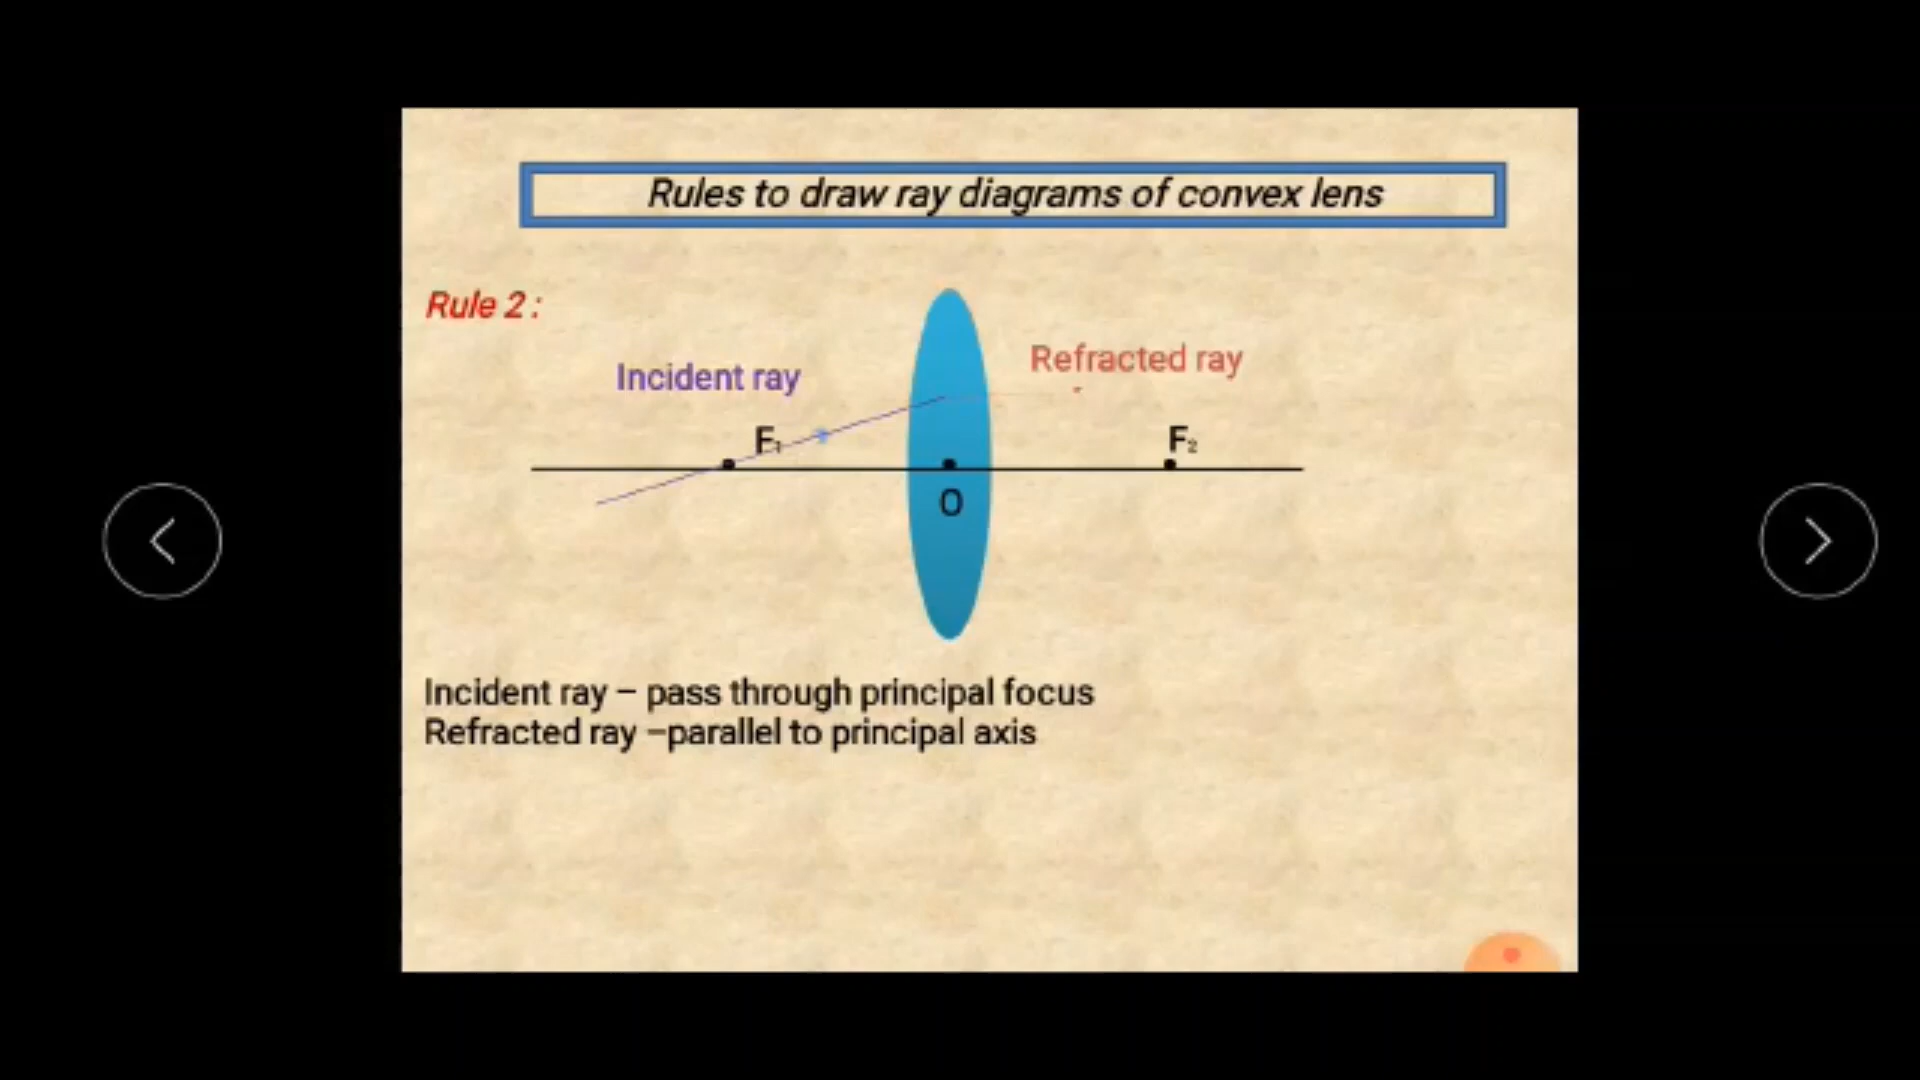 Rules to draw ray diagrams of convex lens
Rule 2 :
Refracted ray
Incident ray
F₁
F₂
O
Incident ray – pass through principal focus
Refracted ray –parallel to principal axis